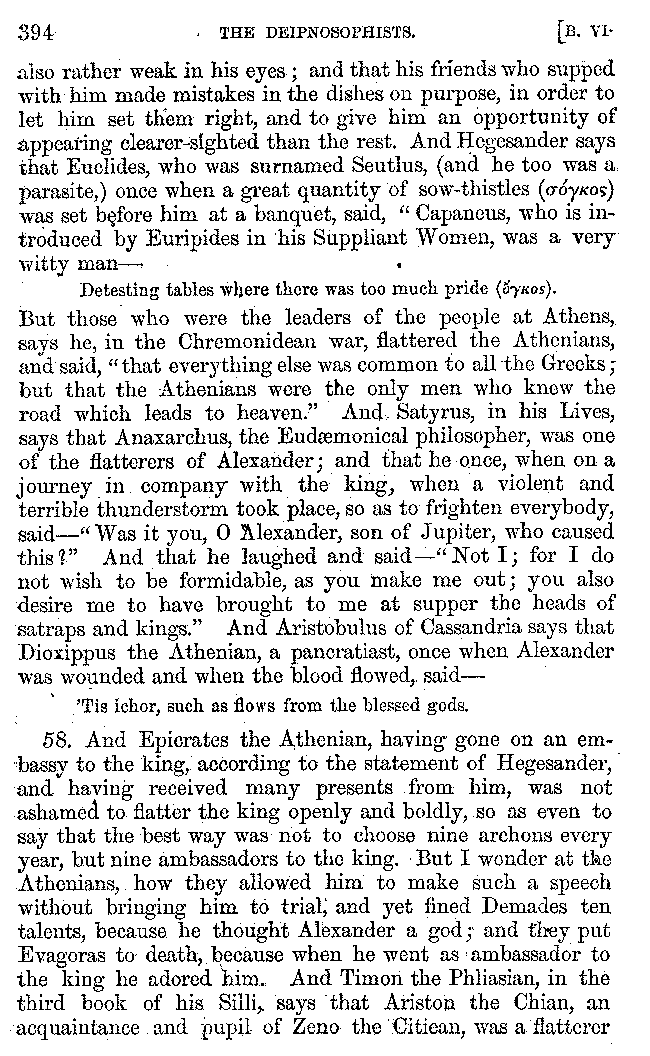 394 THE DEIPNOSOPHISTS. [B. VI.
also rather weak in his eyes; and that his friends who supped
with him made mistakes in the dishes on purpose, in order to
let him set them right, and to give him an opportunity of
appearing clearer-sighted than the rest. And Hegesander says
that Euclides, who was surnamed Seutlus, (and he too was a
parasite,) once when a great quantity of sow-thistles (σόγκος)
was set before him at a banquet, said, “Capaneus, who is in-
troduced by Euripides in his Suppliant Women, was a very
witty man—
Detesting tables where there was too much pride (ὄγκος).
But those who were the leaders of the people at Athens,
says he, in the Chremonidean war, flattered the Athenians,
and said, “that everything else was common to all the Greeks;
but that the Athenians were the only men who knew the
road which leads to heaven.” And Satyrus, in his Lives,
says that Anaxarchus, the Eudæmonical philosopher, was one
of the flatterers of Alexander; and that he once, when on a
journey in company with the king, when a violent and
terrible thunderstorm took place, so as to frighten everybody,
said—“Was it you, O Alexander, son of Jupiter, who caused
this?” And that he laughed and said—“Not I; for I do
not wish to be formidable, as you make me out; you also
desire me to have brought to me at supper the heads of
satraps and kings.” And Aristobulus of Cassandria says that
Dioxippus the Athenian, a pancratiast, once when Alexander
was wounded and when the blood flowed, said—
’Tis ichor, such as flows from the blessed gods.
58. And Epicrates the Athenian, having gone on an em-
bassy to the king, according to the statement of Hegesander,
and having received many presents from him, was not
ashamed to flatter the king openly and boldly, so as even to
say that the best way was not to choose nine archons every
year, but nine ambassadors to the king. But I wonder at the
Athenians, how they allowed him to make such a speech
without bringing him to trial, and yet fined Demades ten
talents, because he thought Alexander a god; and they put
Evagoras to death, because when he went as ambassador to
the king he adored him. And Timon the Phliasian, in the
third book of his Silli, says that Ariston the Chian, an
acquaintance and pupil of Zeno the Citiean, was a flatterer